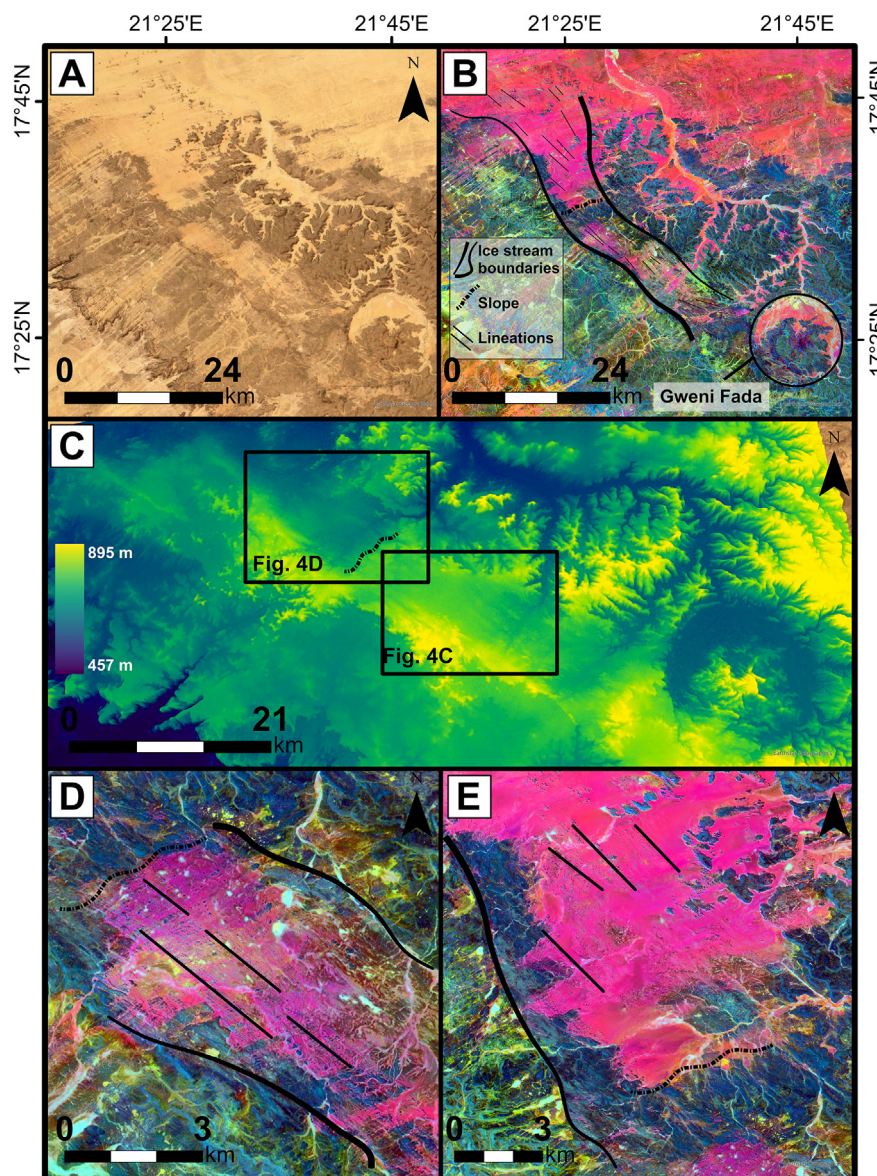 21°25'E
21°45'E
21°25'E
21°45'E
17°45'N
17°25'N
17°45'N
17°25'N
A
N
0
24
km
B
Ice stream
boundaries
Slope
Lineations
0
24
km
Gweni Fada
C
N
895 m
457 m
Fig. 4D
Fig. 4C
0
21
km
D
N
0
3
km
E
N
0
3
km